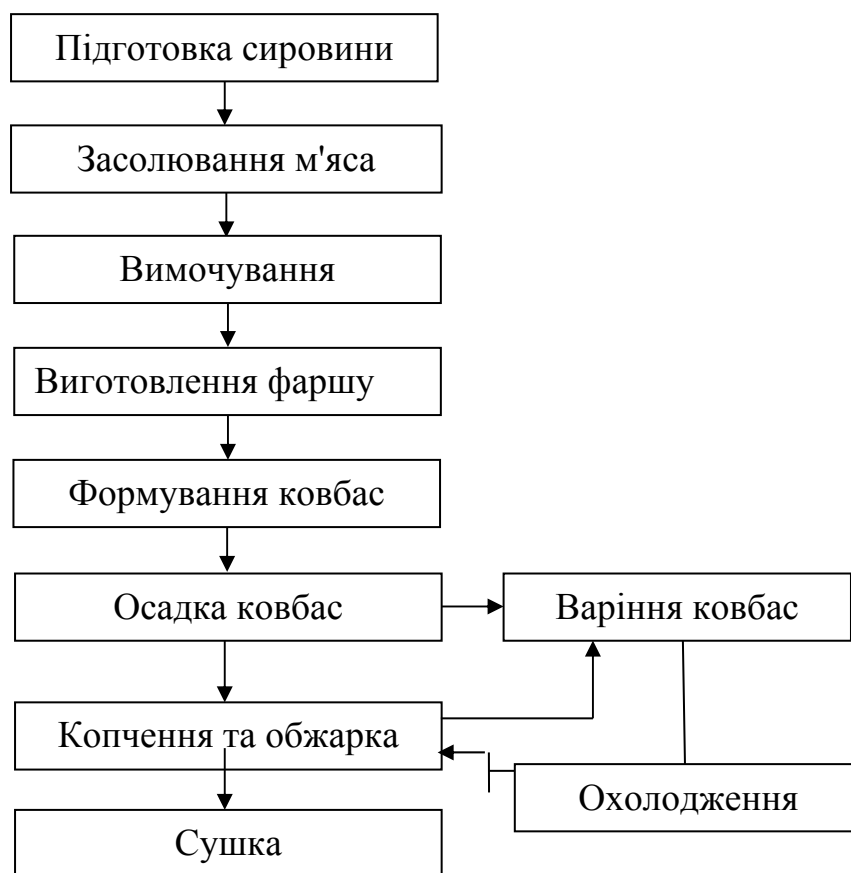 Підготовка сировини
Засолювання м'яса
Вимочування
Виготовлення фаршу
Формування ковбас
Осадка ковбас
Варіння ковбас
Копчення та обжарка
Охолодження
Сушка